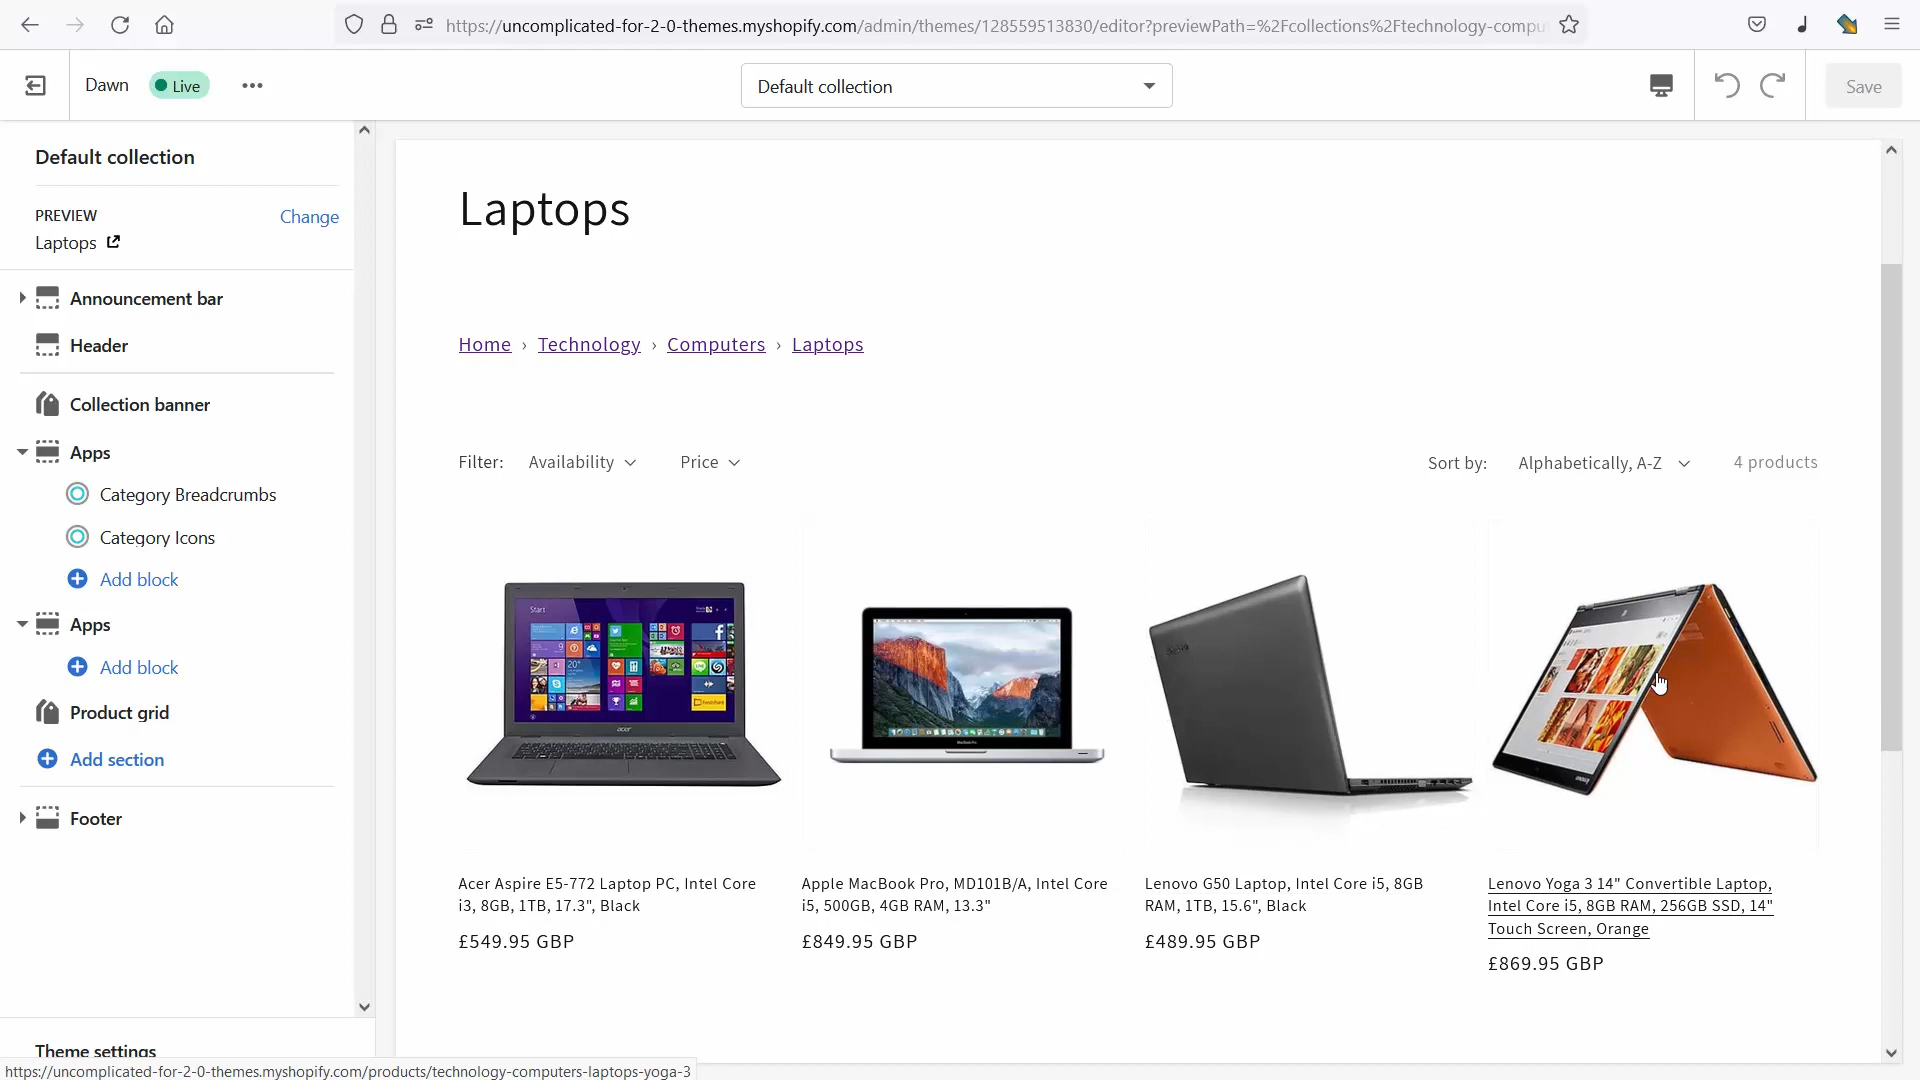 https://uncomplicated-for-2-0-themes.myshopify.com/admin/themes/128559513830/editor?previewPath=%2Fcollections%2Ftechnology-compu
Dawn
Live
Default collection
Save
Default collection
PREVIEW
Change
Laptops
Announcement bar
Header
Collection banner
Apps
Category Breadcrumbs
Category Icons
Add block
Apps
Add block
Product grid
Add section
Footer
Theme settings
Laptops
Home › Technology › Computers › Laptops
Filter: Availability Price
Sort by: Alphabetically, A-Z 4 products
Start
acer
Acer Aspire E5-772 Laptop PC, Intel Core
i3, 8GB, 1TB, 17.3", Black
£549.95 GBP
Apple MacBook Pro, MD101B/A, Intel Core
i5, 500GB, 4GB RAM, 13.3"
£849.95 GBP
Lenovo G50 Laptop, Intel Core i5, 8GB
RAM, 1TB, 15.6", Black
£489.95 GBP
Lenovo Yoga 3 14" Convertible Laptop,
Intel Core i5, 8GB RAM, 256GB SSD, 14"
Touch Screen, Orange
£869.95 GBP
https://uncomplicated-for-2-0-themes.myshopify.com/products/technology-computers-laptops-yoga-3